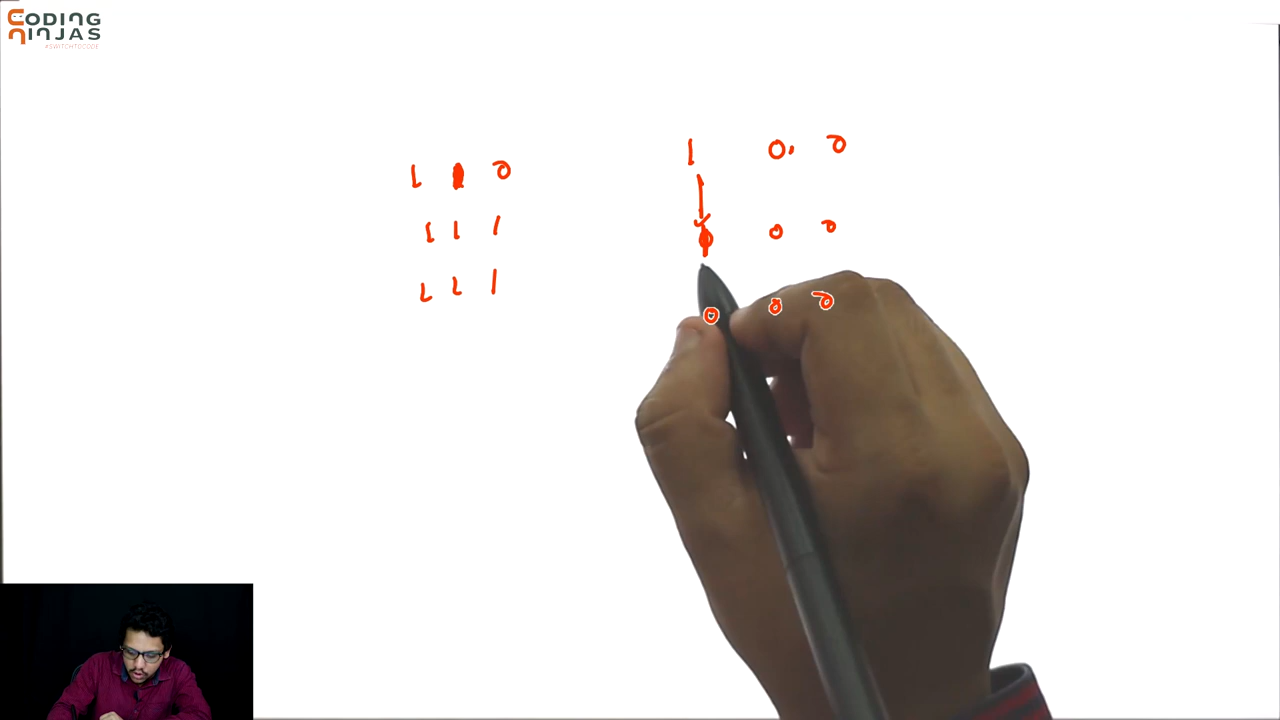 CODING
NINJAS
#SWITCHTOCODE
1 1 0
1 1 1
1 1 1
1 0 0
0 0
0 0 0